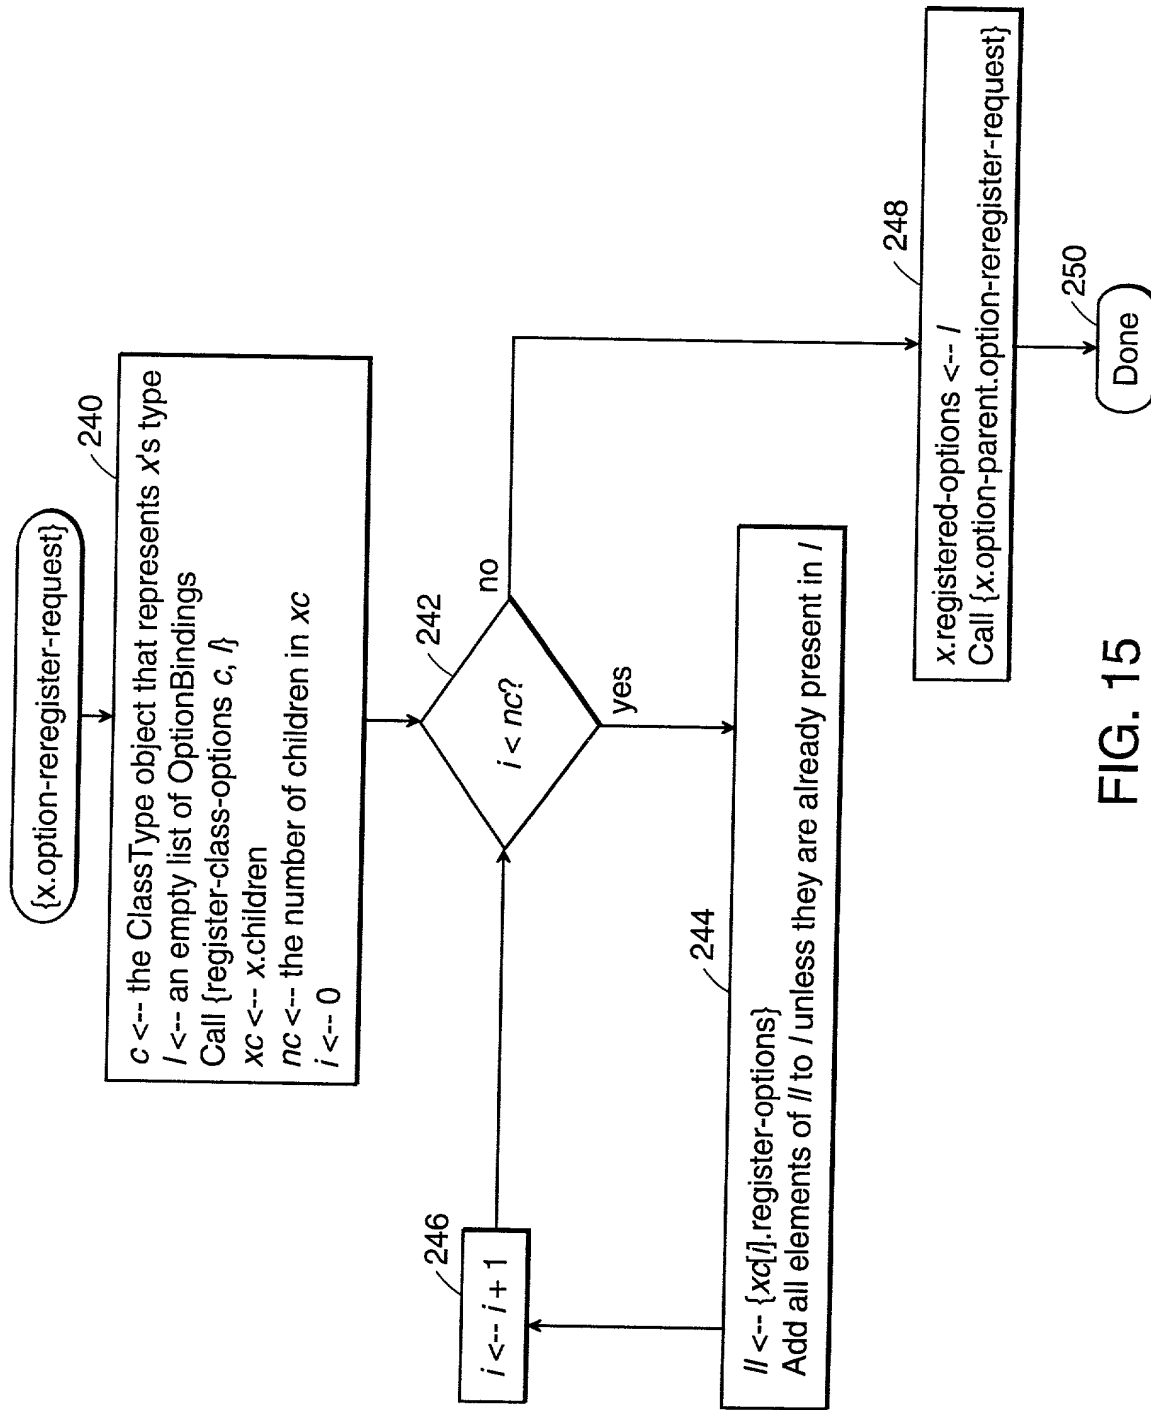 {x.option-reregister-request}
240
c <-- the ClassType object that represents x's type
l <-- an empty list of OptionBindings
Call {register-class-options c, l}
xc <-- x.children
nc <-- the number of children in xc
i <-- 0
242
i < nc?
no
yes
246
i <-- i + 1
244
ll <-- {xc[i].register-options}
Add all elements of ll to l unless they are already present in l
248
x.registered-options <-- l
Call {x.option-parent.option-reregister-request}
250
Done
FIG. 15